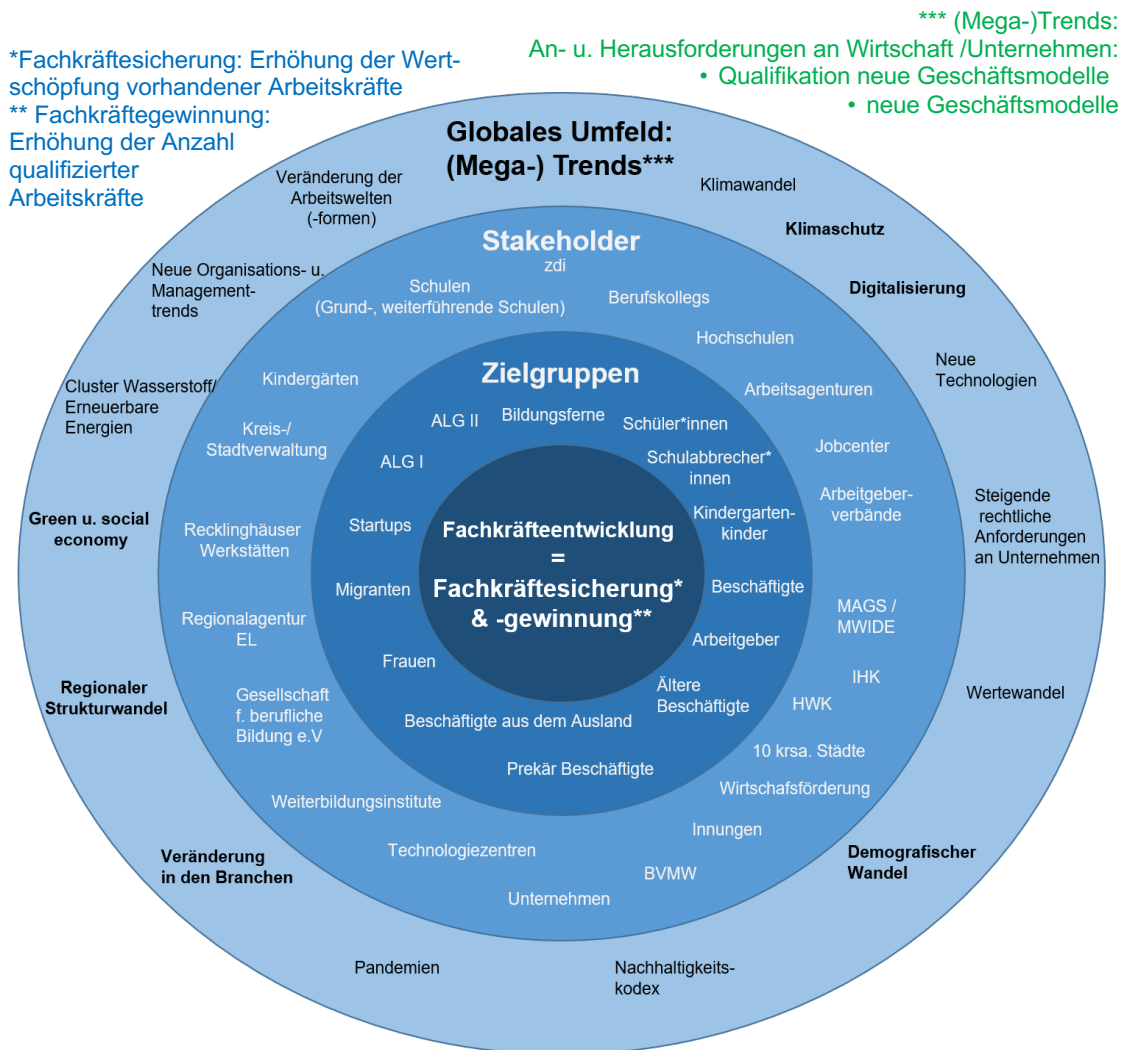 *Fachkräftesicherung: Erhöhung der Wert-
schöpfung vorhandener Arbeitskräfte
** Fachkräftegewinnung:
Erhöhung der Anzahl
qualifizierter
Arbeitskräfte
*** (Mega-)Trends:
An- u. Herausforderungen an Wirtschaft /Unternehmen:
• Qualifikation neue Geschäftsmodelle
• neue Geschäftsmodelle
Globales Umfeld:
(Mega-) Trends***
Klimawandel
Klimaschutz
Digitalisierung
Neue
Technologien
Steigende
rechtliche
Anforderungen
an Unternehmen
Wertewandel
Demografischer
Wandel
Nachhaltigkeits-
kodex
Pandemien
Veränderung
in den Branchen
Regionaler
Strukturwandel
Green u. social
economy
Cluster Wasserstoff/
Erneuerbare
Energien
Neue Organisations- u.
Management-
trends
Veränderung der
Arbeitswelten
(-formen)
Stakeholder
zdi
Berufskollegs
Hochschulen
Arbeitsagenturen
Jobcenter
Arbeitgeber-
verbände
MAGS /
MWIDE
IHK
HWK
10 krsa. Städte
Wirtschafsförderung
Innungen
BVMW
Unternehmen
Technologiezentren
Weiterbildungsinstitute
Gesellschaft
f. berufliche
Bildung e.V
Regionalagentur
EL
Recklinghäuser
Werkstätten
Kreis-/
Stadtverwaltung
Kindergärten
Schulen
(Grund-, weiterführende Schulen)
Zielgruppen
Bildungsferne
Schüler*innen
Schulabbrecher*
innen
Kindergarten-
kinder
Beschäftigte
Arbeitgeber
Ältere
Beschäftigte
Prekär Beschäftigte
Beschäftigte aus dem Ausland
Frauen
Migranten
Startups
ALG I
ALG II
Fachkräfteentwicklung
=
Fachkräftesicherung*
& -gewinnung**